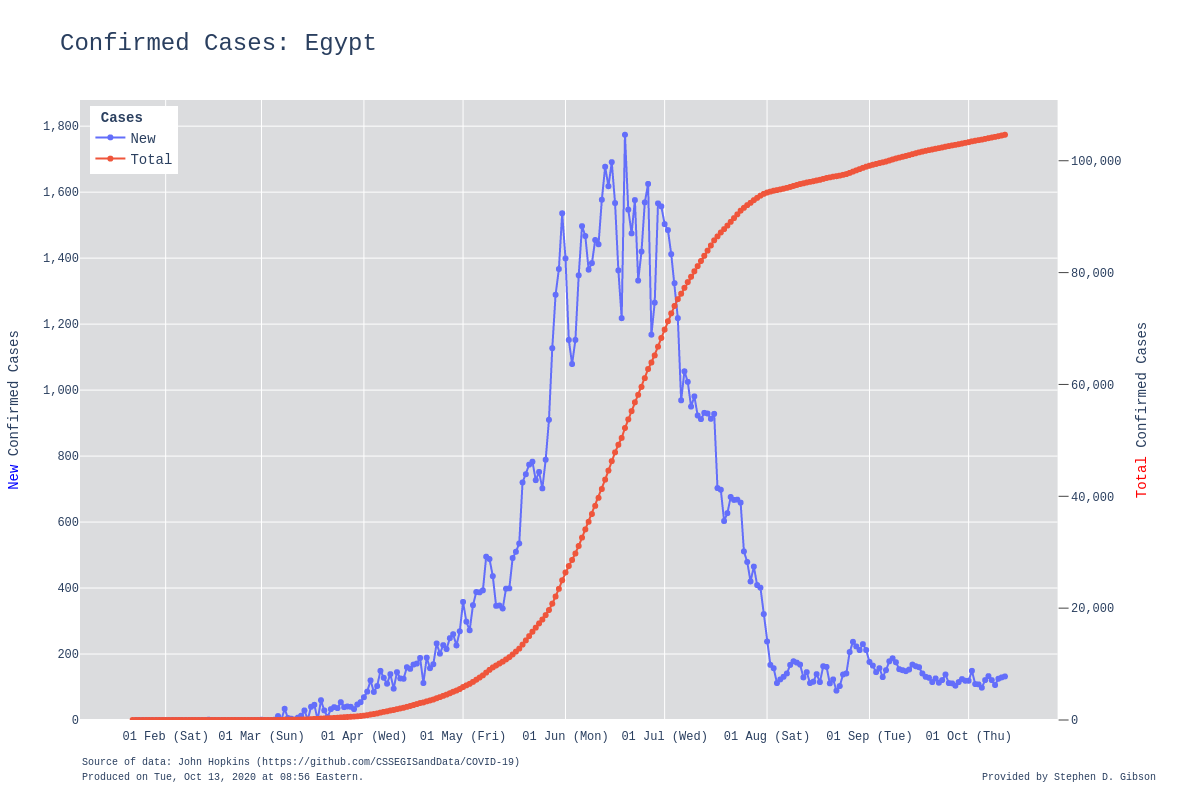 Confirmed Cases: Egypt
Cases
New
Total
1,800
1,600
1,400
1,200
1,000
800
600
400
200
0
New Confirmed Cases
100,000
80,000
60,000
40,000
20,000
0
Total Confirmed Cases
01 Feb (Sat)
01 Mar (Sun)
01 Apr (Wed)
01 May (Fri)
01 Jun (Mon)
01 Jul (Wed)
01 Aug (Sat)
01 Sep (Tue)
01 Oct (Thu)
Source of data: John Hopkins (https://github.com/CSSEGISandData/COVID-19)
Produced on Tue, Oct 13, 2020 at 08:56 Eastern.
Provided by Stephen D. Gibson